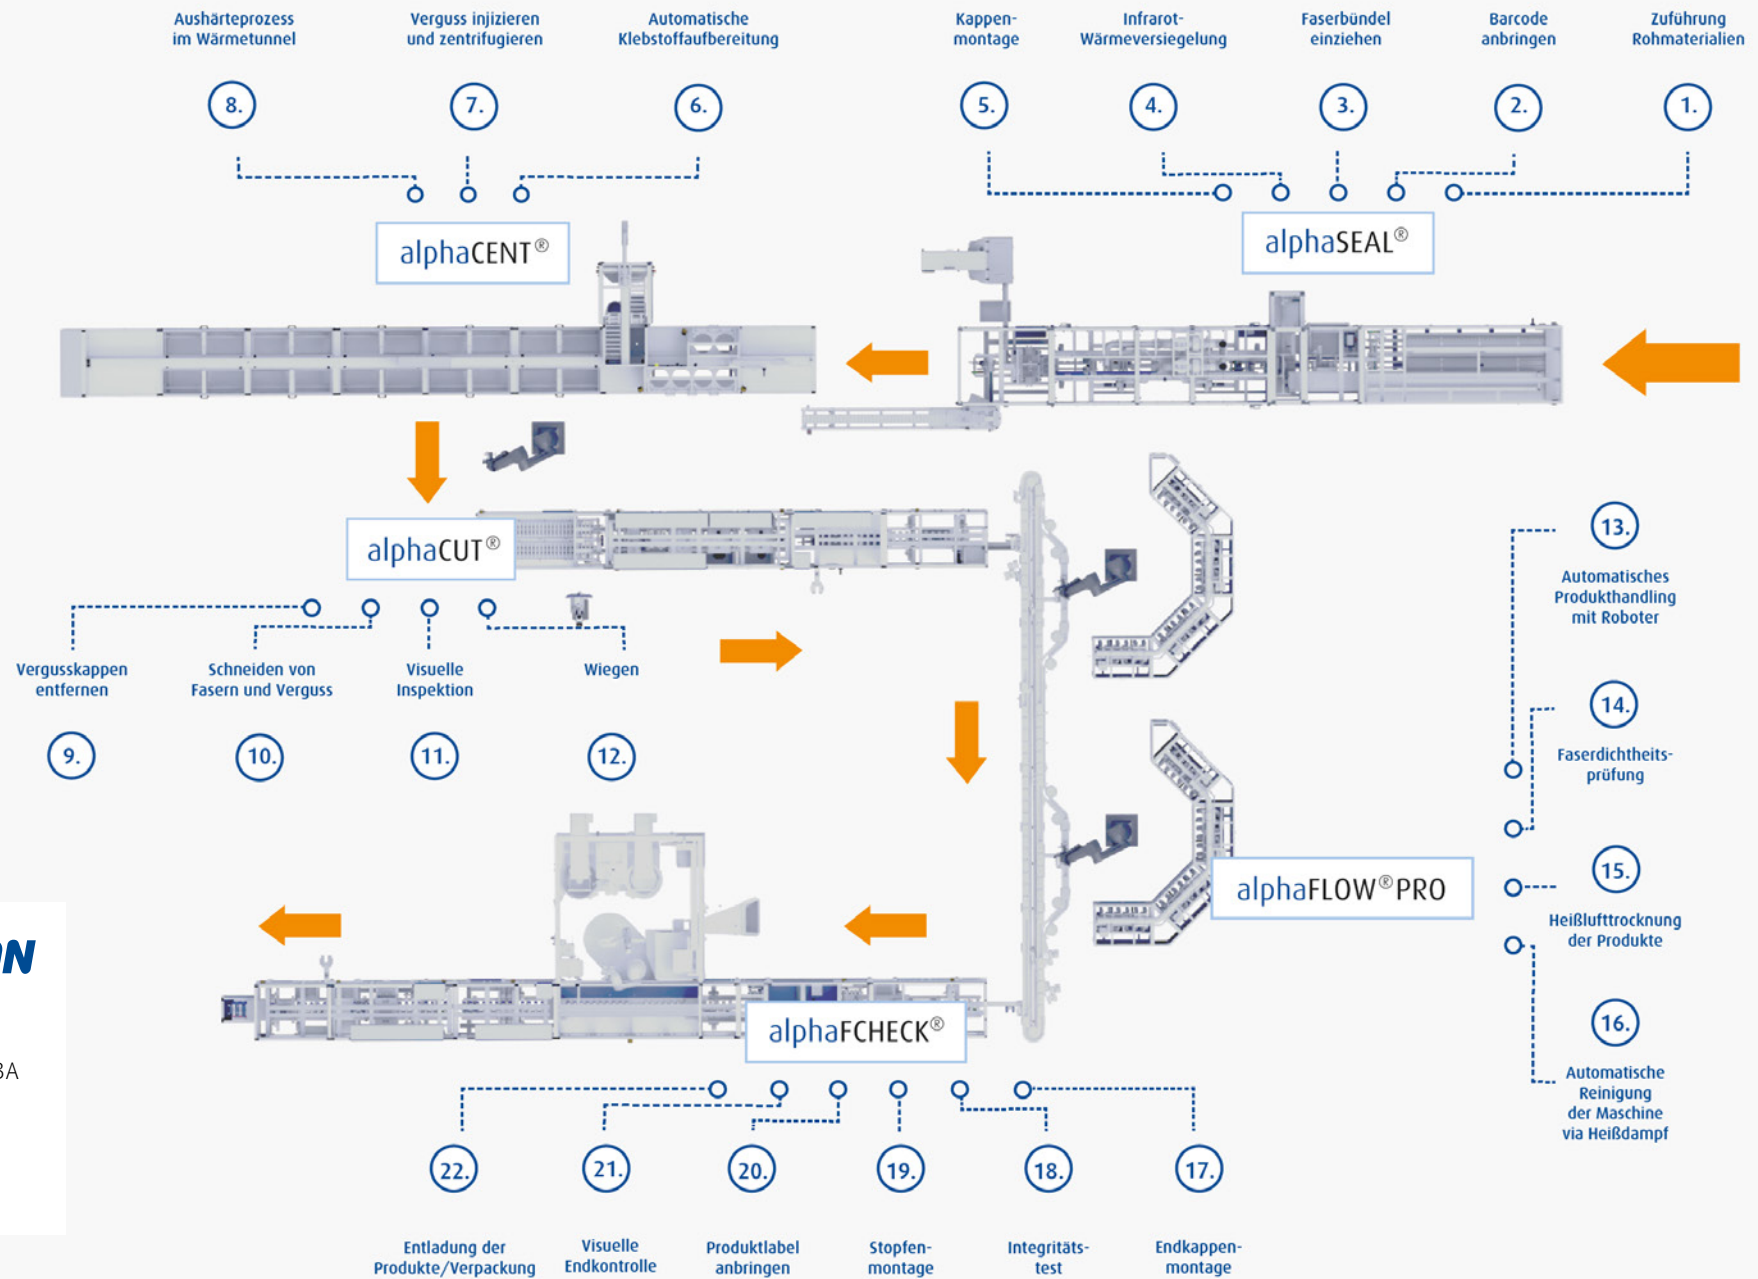 Aushärteprozess
im Wärmetunnel
8.
Verguss injizieren
und zentrifugieren
7.
Automatische
Klebstoffaufbereitung
6.
Kappen-
montage
5.
Infrarot-
Wärmeversiegelung
4.
Faserbündel
einziehen
3.
Barcode
anbringen
2.
Zuführung
Rohmaterialien
1.
alphaCENT®
alphaSEAL®
alphaCUT®
Vergusskappen
entfernen
9.
Schneiden von
Fasern und Verguss
10.
Visuelle
Inspektion
11.
Wiegen
12.
13.
Automatisches
Produkthandling
mit Roboter
14.
Faserdichtheits-
prüfung
alphaFLOW®PRO
15.
Heißlufttrocknung
der Produkte
16.
Automatische
Reinigung
der Maschine
via Heißdampf
alphaFCHECK®
22.
Entladung der
Produkte/Verpackung
21.
Visuelle
Endkontrolle
20.
Produktlabel
anbringen
19.
Stopfen-
montage
18.
Integritäts-
test
17.
Endkappen-
montage